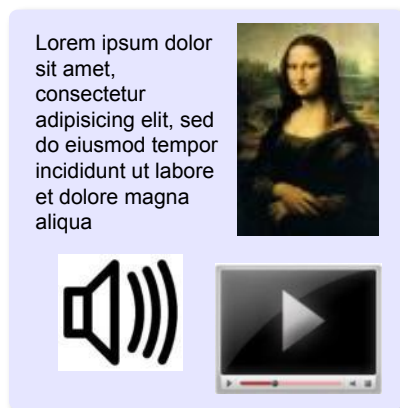 Lorem ipsum dolor
sit amet,
consectetur
adipisicing elit, sed
do eiusmod tempor
incididunt ut labore
et dolore magna
aliqua